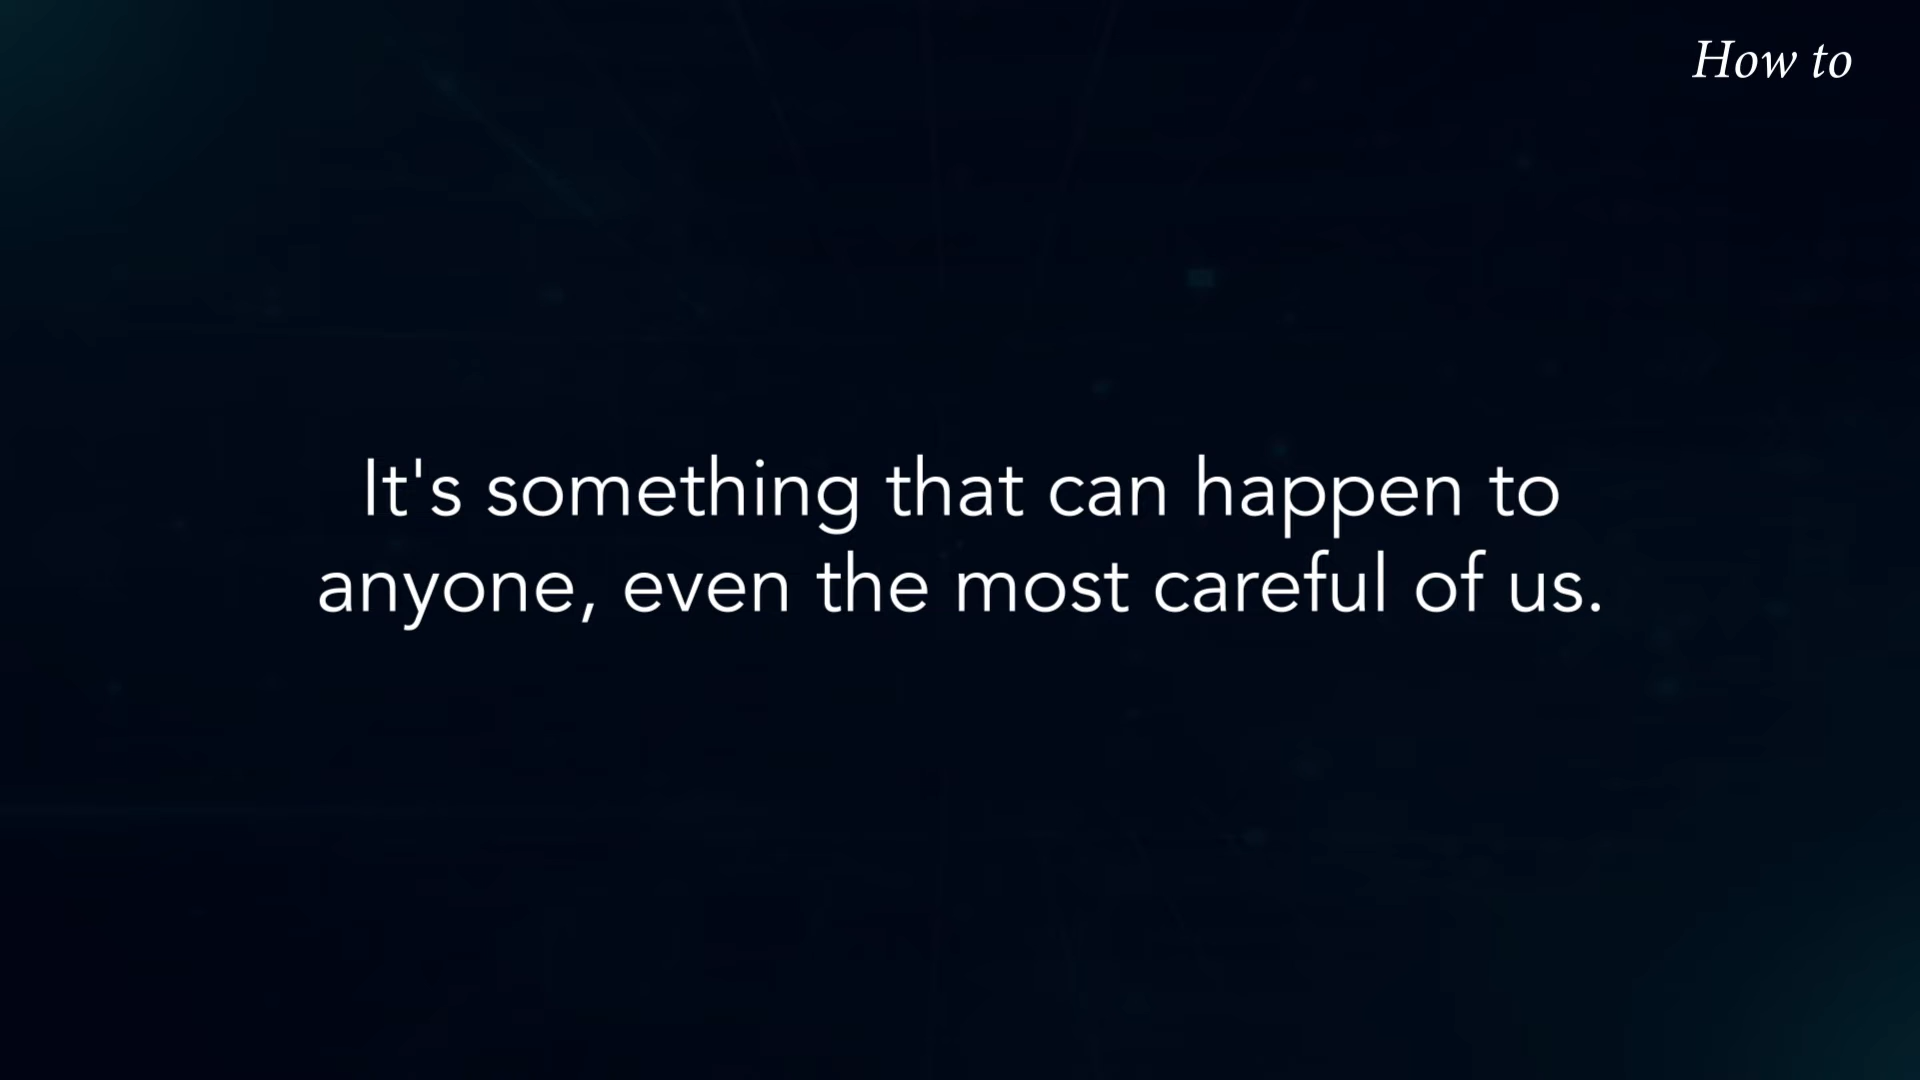 How to
It's something that can happen to
anyone, even the most careful of us.